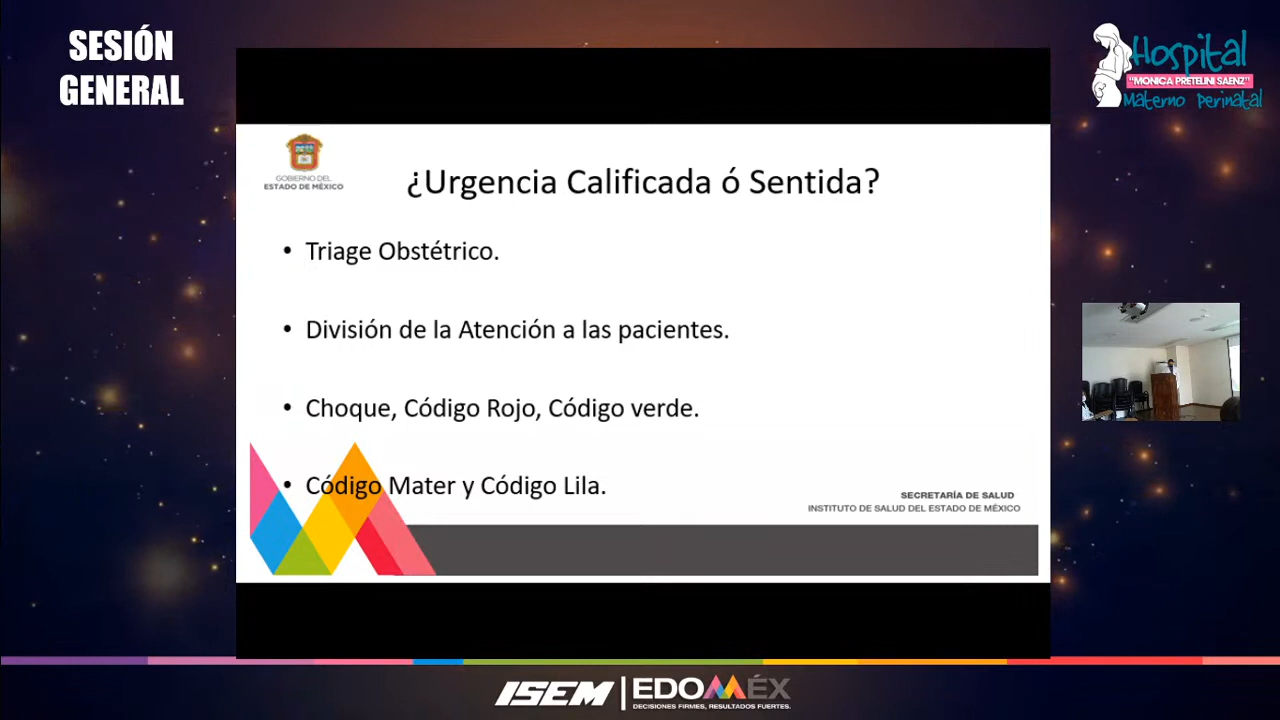 SESIÓN
GENERAL
Hospital
"MONICA PRETELINI SAENZ"
Materno Perinatal
GOBIERNO DEL
ESTADO DE MÉXICO
¿Urgencia Calificada ó Sentida?
• Triage Obstétrico.
• División de la Atención a las pacientes.
• Choque, Código Rojo, Código verde.
• Código Mater y Código Lila.
SECRETARÍA DE SALUD
INSTITUTO DE SALUD DEL ESTADO DE MÉXICO
ISEM | EDOMÉX
DECISIONES FIRMES, RESULTADOS FUERTES.